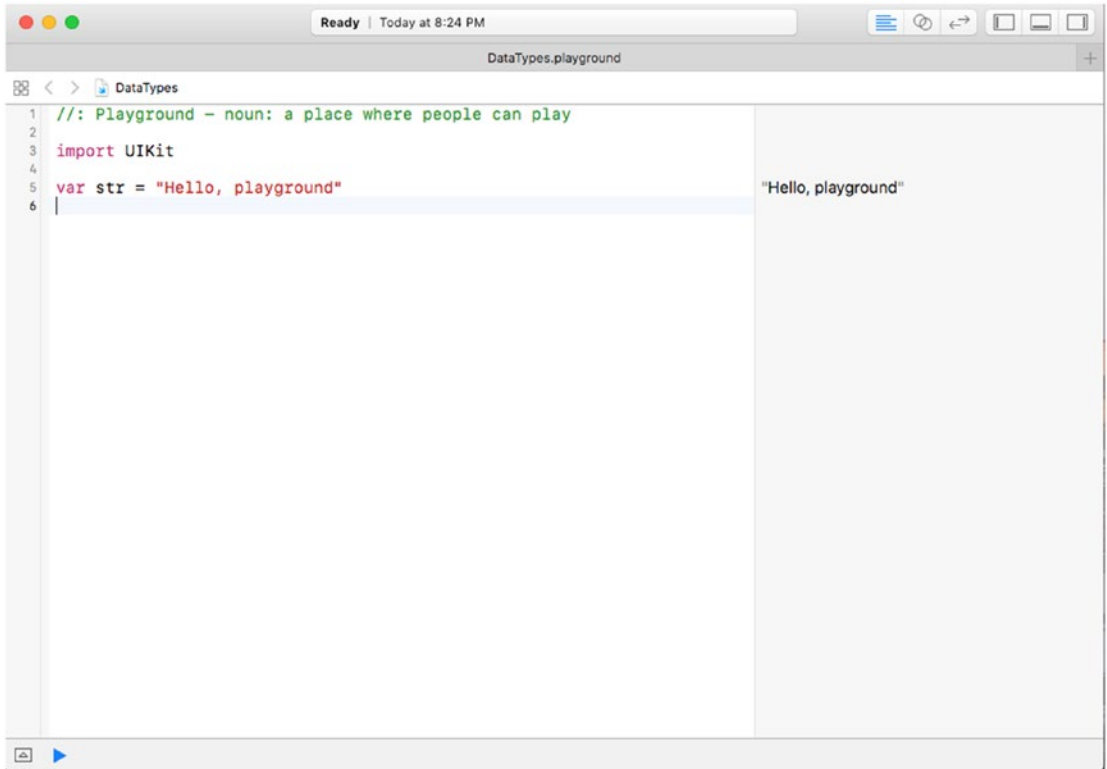 Ready | Today at 8:24 PM
DataTypes.playground
DataTypes
1 //: Playground – noun: a place where people can play
2
3 import UIKit
4
5 var str = "Hello, playground" "Hello, playground"
6